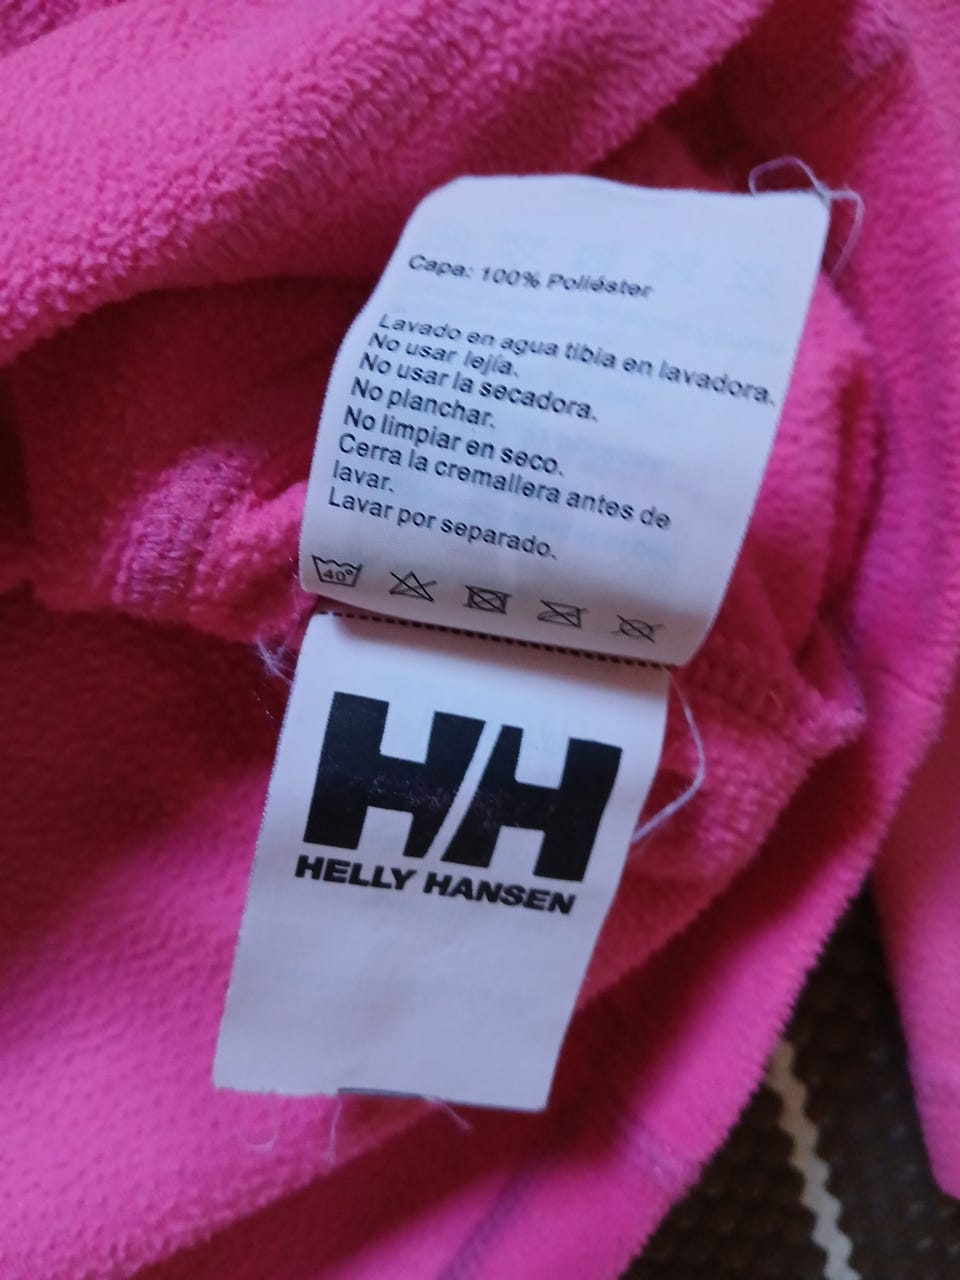 Capa: 100% Poliéster
Lavado en agua tibia en lavadora.
No usar lejía.
No usar la secadora.
No planchar.
No limpiar en seco.
Cerra la cremallera antes de
lavar.
Lavar por separado.
40°
HH
HELLY HANSEN